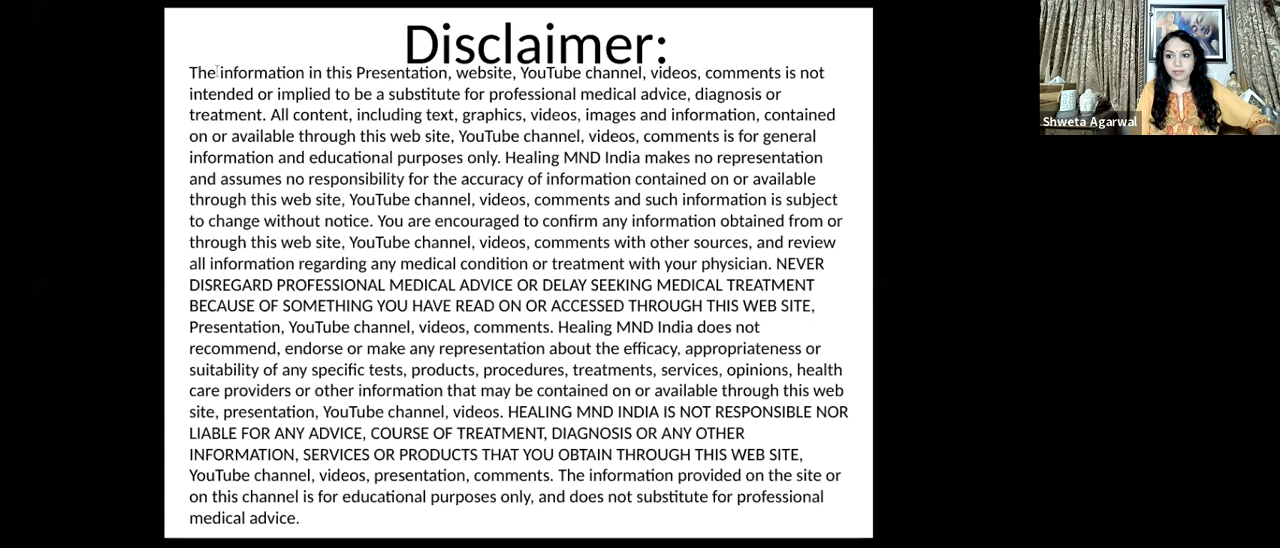 Disclaimer:
The information in this Presentation, website, YouTube channel, videos, comments is not
intended or implied to be a substitute for professional medical advice, diagnosis or
treatment. All content, including text, graphics, videos, images and information, contained
on or available through this web site, YouTube channel, videos, comments is for general
information and educational purposes only. Healing MND India makes no representation
and assumes no responsibility for the accuracy of information contained on or available
through this web site, YouTube channel, videos, comments and such information is subject
to change without notice. You are encouraged to confirm any information obtained from or
through this web site, YouTube channel, videos, comments with other sources, and review
all information regarding any medical condition or treatment with your physician. NEVER
DISREGARD PROFESSIONAL MEDICAL ADVICE OR DELAY SEEKING MEDICAL TREATMENT
BECAUSE OF SOMETHING YOU HAVE READ ON OR ACCESSED THROUGH THIS WEB SITE,
Presentation, YouTube channel, videos, comments. Healing MND India does not
recommend, endorse or make any representation about the efficacy, appropriateness or
suitability of any specific tests, products, procedures, treatments, services, opinions, health
care providers or other information that may be contained on or available through this web
site, presentation, YouTube channel, videos. HEALING MND INDIA IS NOT RESPONSIBLE NOR
LIABLE FOR ANY ADVICE, COURSE OF TREATMENT, DIAGNOSIS OR ANY OTHER
INFORMATION, SERVICES OR PRODUCTS THAT YOU OBTAIN THROUGH THIS WEB SITE,
YouTube channel, videos, presentation, comments. The information provided on the site or
on this channel is for educational purposes only, and does not substitute for professional
medical advice.
Shweta Agarwal